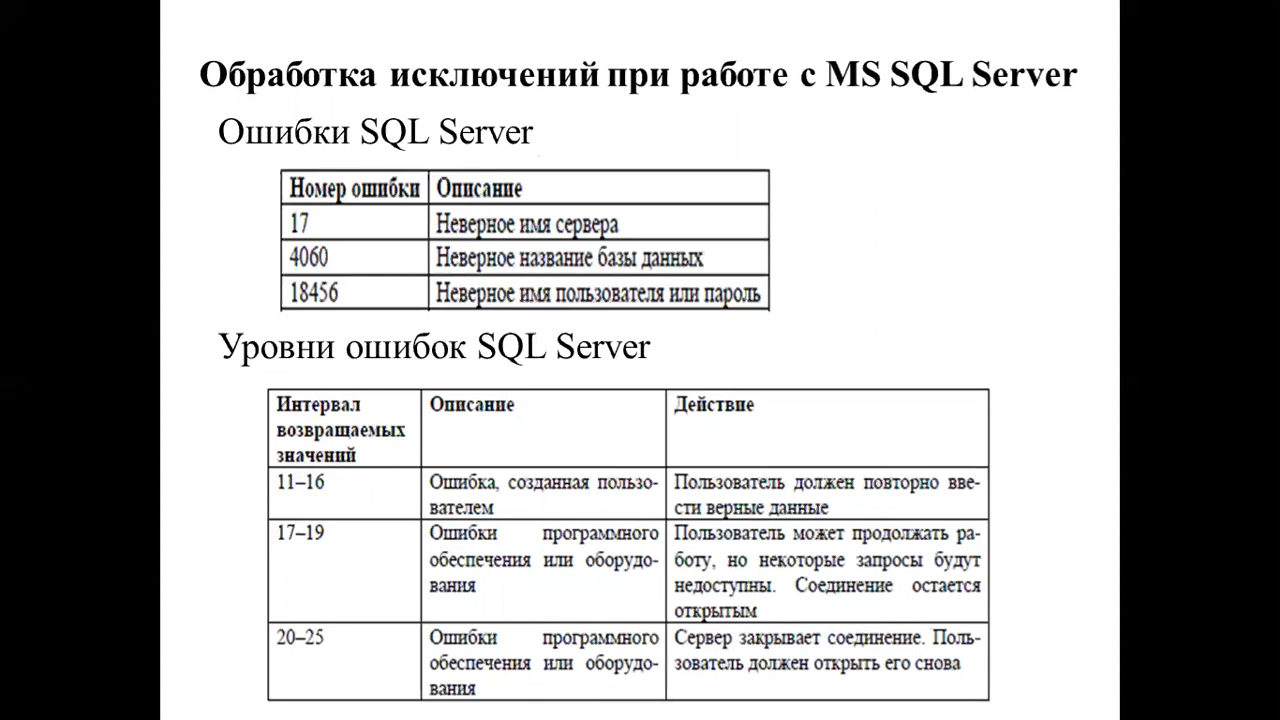 Обработка исключений при работе с MS SQL Server
Ошибки SQL Server
Номер ошибки Описание
17 Неверное имя сервера
4060 Неверное название базы данных
18456 Неверное имя пользователя или пароль
Уровни ошибок SQL Server
Интервал Описание Действие
возвращаемых
значений
11–16 Ошибка, созданная пользо- Пользователь должен повторно вве-
вателем сти верные данные
17–19 Ошибки программного Пользователь может продолжать ра-
обеспечения или оборудо- боту, но некоторые запросы будут
вания недоступны. Соединение остается
открытым
20–25 Ошибки программного Сервер закрывает соединение. Поль-
обеспечения или оборудо- зователь должен открыть его снова
вания